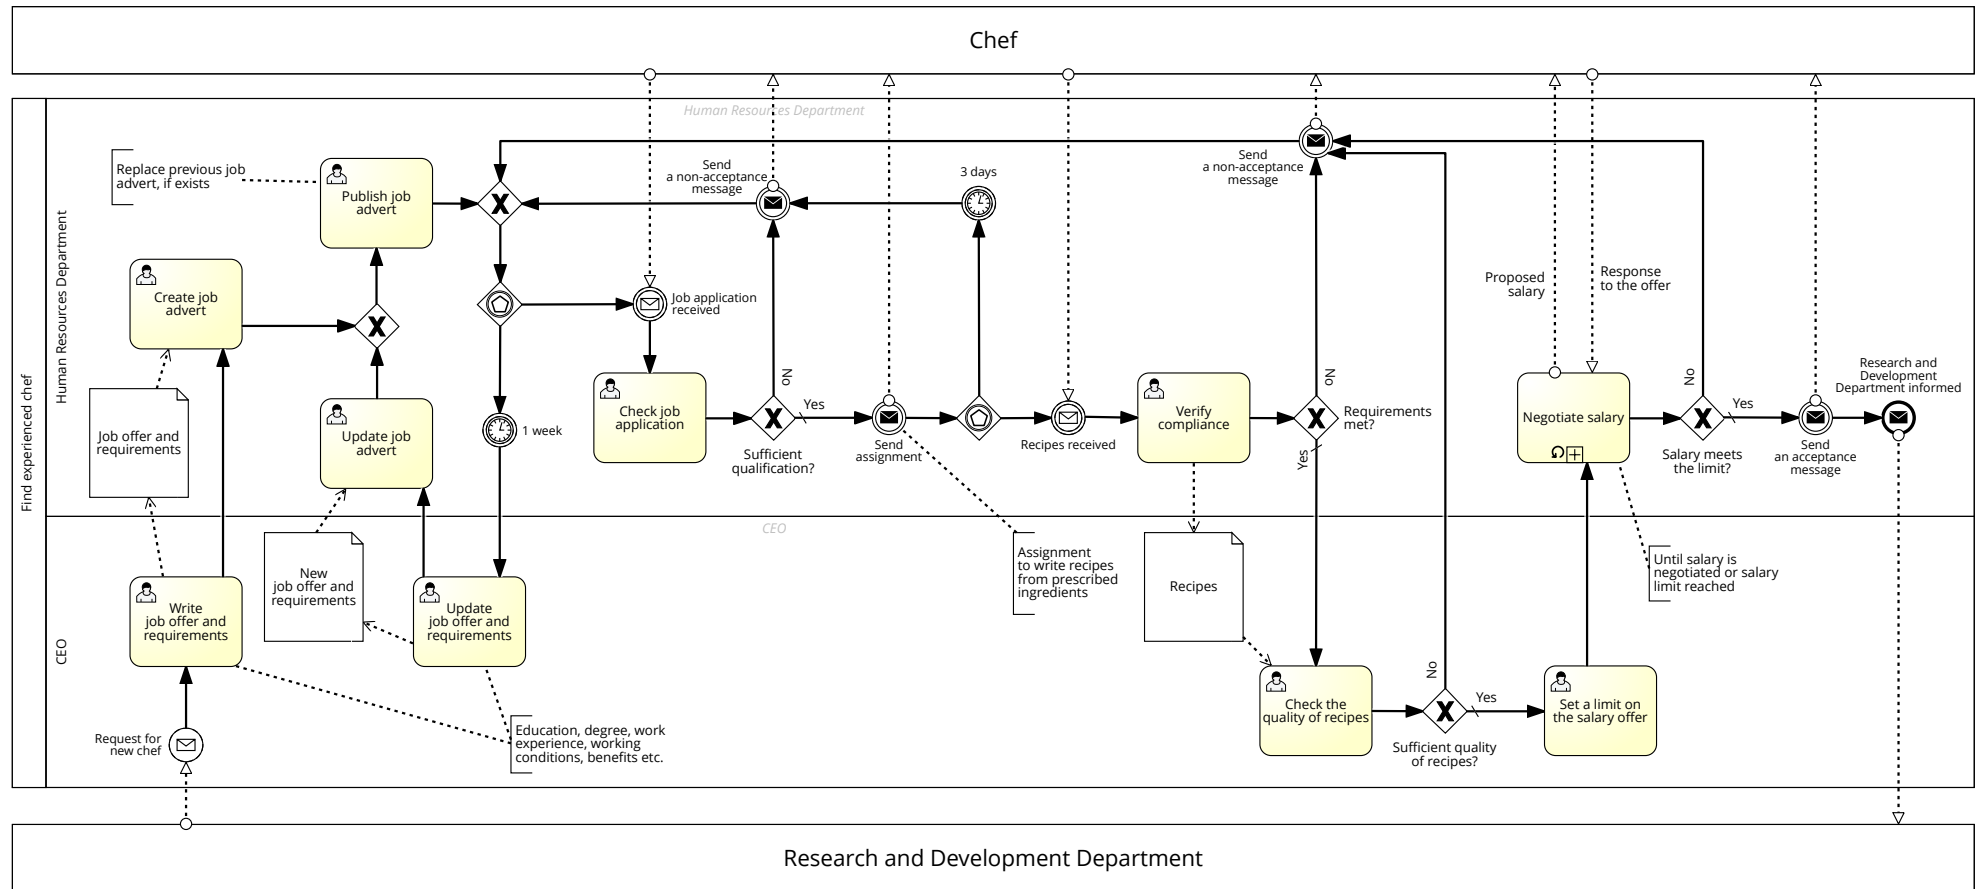 Chef
Human Resources Department
Find experienced chef
Human Resources Department
CEO
CEO
Replace previous job
advert, if exists
Publish job
advert
Create job
advert
Job offer and
requirements
Update job
advert
1 week
Job application
received
Send
a non-acceptance
message
3 days
Check job
application
No
Yes
Sufficient
qualification?
Send
assignment
Recipes received
Verify
compliance
Send
a non-acceptance
message
No
Requirements
met?
Yes
Proposed
salary
Response
to the offer
Negotiate salary
No
Yes
Salary meets
the limit?
Send
an acceptance
message
Research and
Development
Department informed
Write
job offer and
requirements
New
job offer and
requirements
Update
job offer and
requirements
Request for
new chef
Education, degree, work
experience, working
conditions, benefits etc.
Assignment
to write recipes
from prescribed
ingredients
Recipes
Check the
quality of recipes
No
Yes
Sufficient quality
of recipes?
Set a limit on
the salary offer
Until salary is
negotiated or salary
limit reached
Research and Development Department